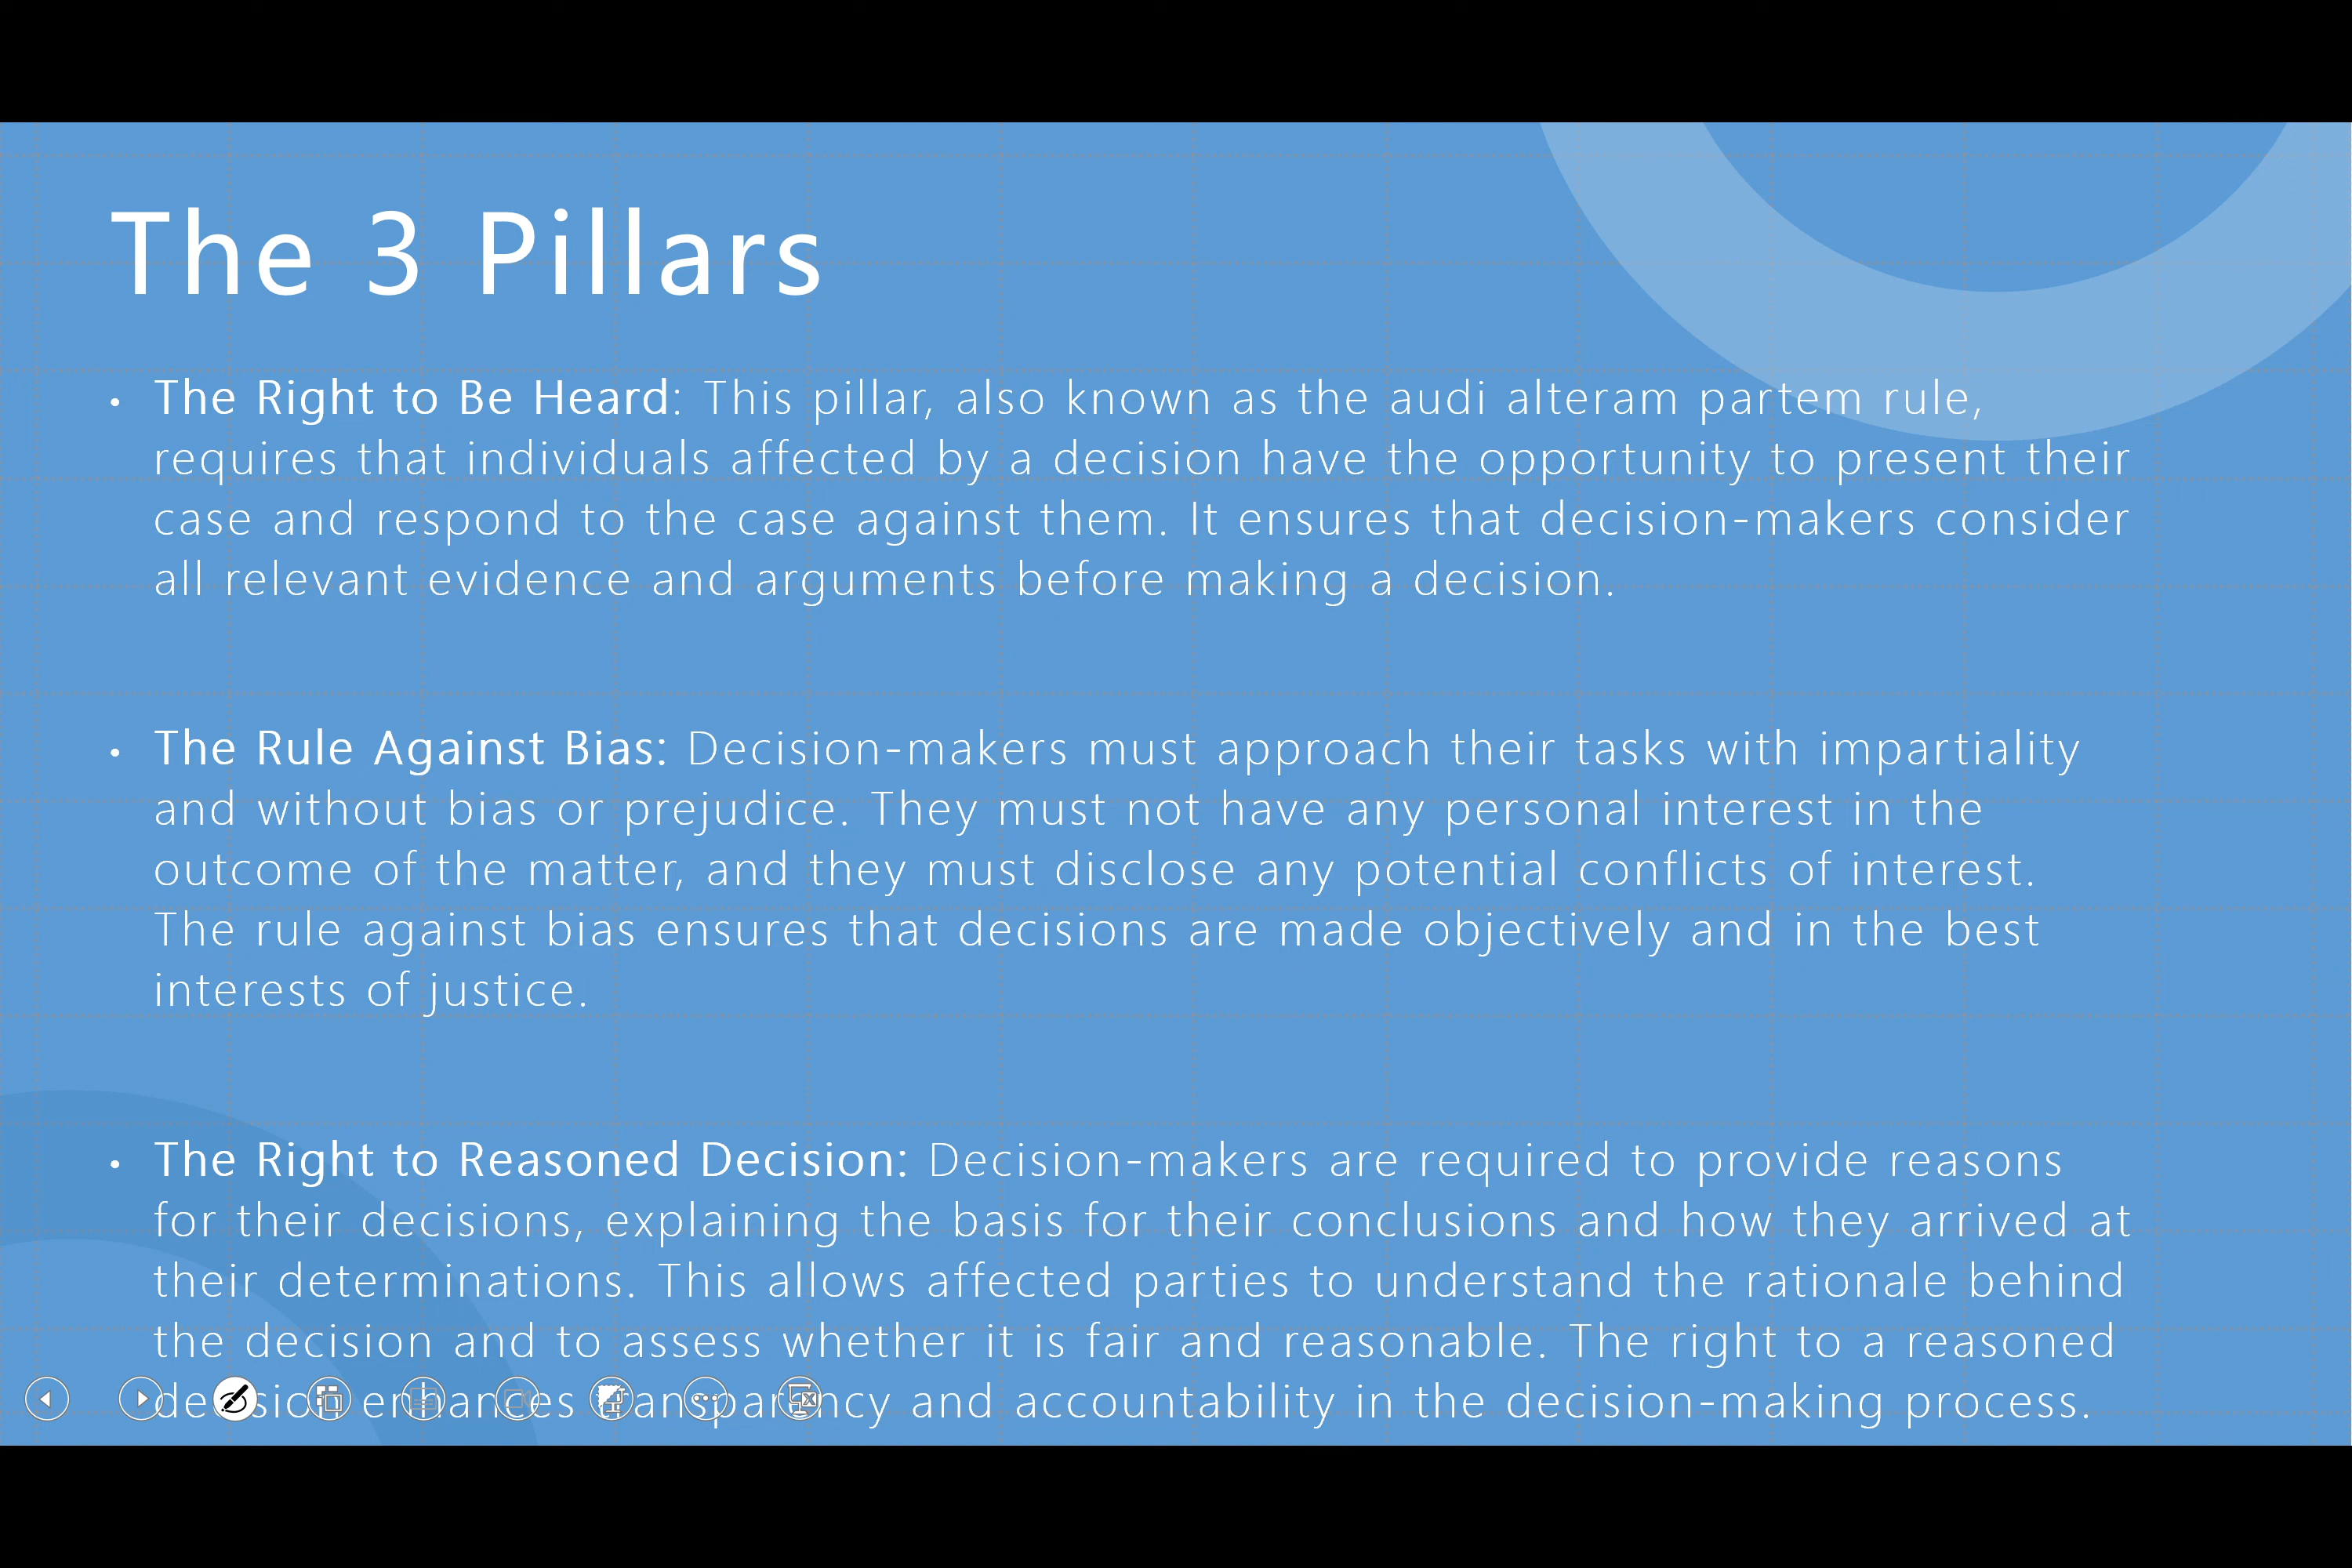 The 3 Pillars
• The Right to Be Heard: This pillar, also known as the audi alteram partem rule,
requires that individuals affected by a decision have the opportunity to present their
case and respond to the case against them. It ensures that decision-makers consider
all relevant evidence and arguments before making a decision.
• The Rule Against Bias: Decision-makers must approach their tasks with impartiality
and without bias or prejudice. They must not have any personal interest in the
outcome of the matter, and they must disclose any potential conflicts of interest.
The rule against bias ensures that decisions are made objectively and in the best
interests of justice.
• The Right to Reasoned Decision: Decision-makers are required to provide reasons
for their decisions, explaining the basis for their conclusions and how they arrived at
their determinations. This allows affected parties to understand the rationale behind
the decision and to assess whether it is fair and reasonable. The right to a reasoned
decision enhances transparency and accountability in the decision-making process.